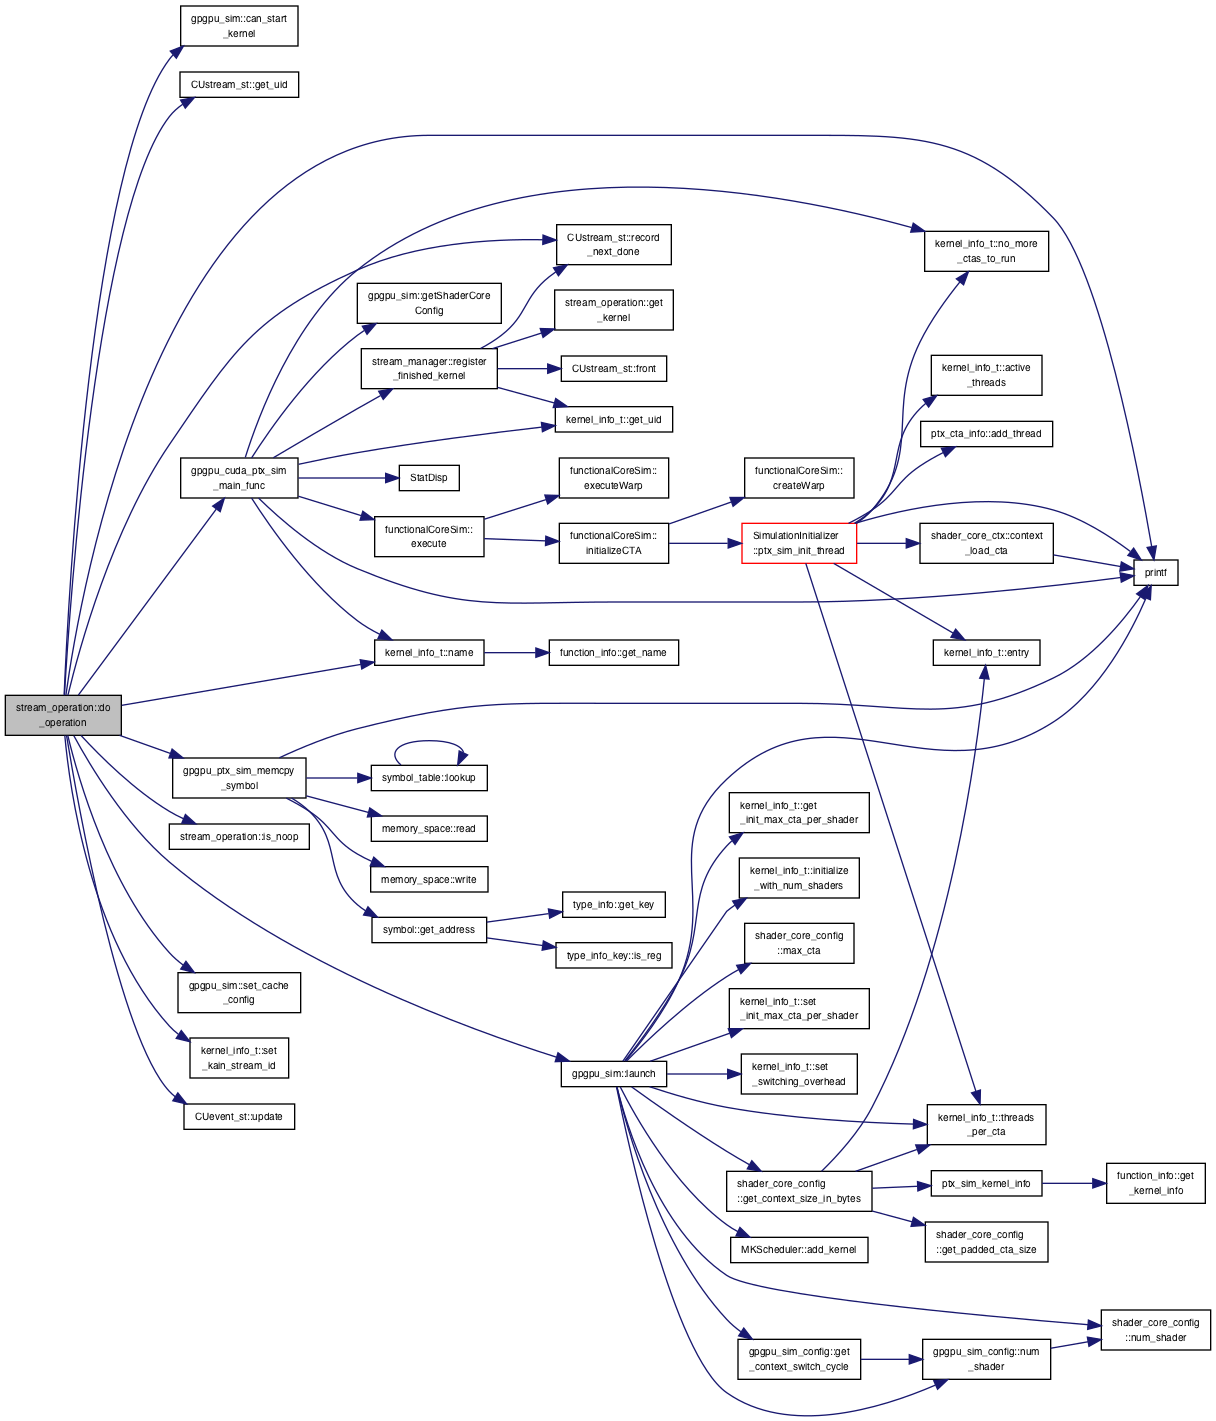 gpgpu_sim::can_start
_kernel
CUstream_st::get_uid
CUstream_st::record
_next_done
kernel_info_t::no_more
_ctas_to_run
gpgpu_sim::getShaderCore
Config
stream_operation::get
_kernel
stream_manager::register
_finished_kernel
CUstream_st::front
kernel_info_t::active
_threads
kernel_info_t::get_uid
ptx_cta_info::add_thread
gpgpu_cuda_ptx_sim
_main_func
StatDisp
functionalCoreSim::
executeWarp
functionalCoreSim::
createWarp
functionalCoreSim::
execute
functionalCoreSim::
initializeCTA
SimulationInitializer
::ptx_sim_init_thread
shader_core_ctx::context
_load_cta
printf
kernel_info_t::name
function_info::get_name
kernel_info_t::entry
stream_operation::do
_operation
gpgpu_ptx_sim_memcpy
_symbol
symbol_table::lookup
stream_operation::is_noop
memory_space::read
kernel_info_t::get
_init_max_cta_per_shader
memory_space::write
kernel_info_t::initialize
_with_num_shaders
symbol::get_address
type_info::get_key
type_info_key::is_reg
shader_core_config
::max_cta
gpgpu_sim::set_cache
_config
kernel_info_t::set
_init_max_cta_per_shader
kernel_info_t::set
_kain_stream_id
gpgpu_sim::launch
kernel_info_t::set
_switching_overhead
CUevent_st::update
kernel_info_t::threads
_per_cta
shader_core_config
::get_context_size_in_bytes
ptx_sim_kernel_info
function_info::get
_kernel_info
MKScheduler::add_kernel
shader_core_config
::get_padded_cta_size
gpgpu_sim_config::get
_context_switch_cycle
gpgpu_sim_config::num
_shader
shader_core_config
::num_shader